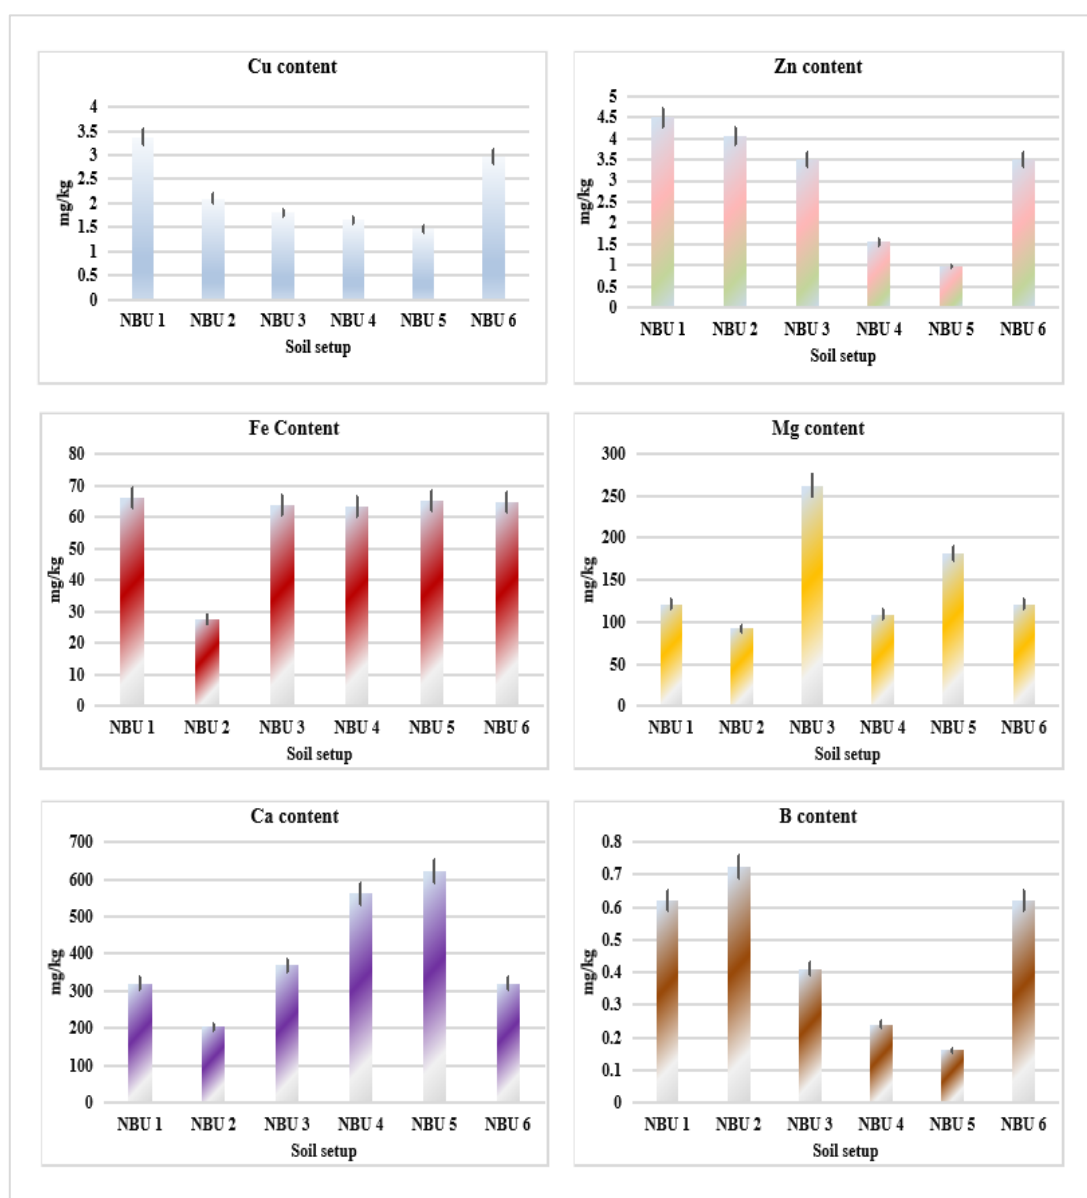 Cu content
4
3.5
3
2.5
2
1.5
1
0.5
0
mg/kg
NBU 1 NBU 2 NBU 3 NBU 4 NBU 5 NBU 6
Soil setup
Zn content
5
4.5
4
3.5
3
2.5
2
1.5
1
0.5
0
mg/kg
NBU 1 NBU 2 NBU 3 NBU 4 NBU 5 NBU 6
Soil setup
Fe Content
80
70
60
50
40
30
20
10
0
mg/kg
NBU 1 NBU 2 NBU 3 NBU 4 NBU 5 NBU 6
Soil setup
Mg content
300
250
200
150
100
50
0
mg/kg
NBU 1 NBU 2 NBU 3 NBU 4 NBU 5 NBU 6
Soil setup
Ca content
700
600
500
400
300
200
100
0
mg/kg
NBU 1 NBU 2 NBU 3 NBU 4 NBU 5 NBU 6
Soil setup
B content
0.8
0.7
0.6
0.5
0.4
0.3
0.2
0.1
0
mg/kg
NBU 1 NBU 2 NBU 3 NBU 4 NBU 5 NBU 6
Soil setup